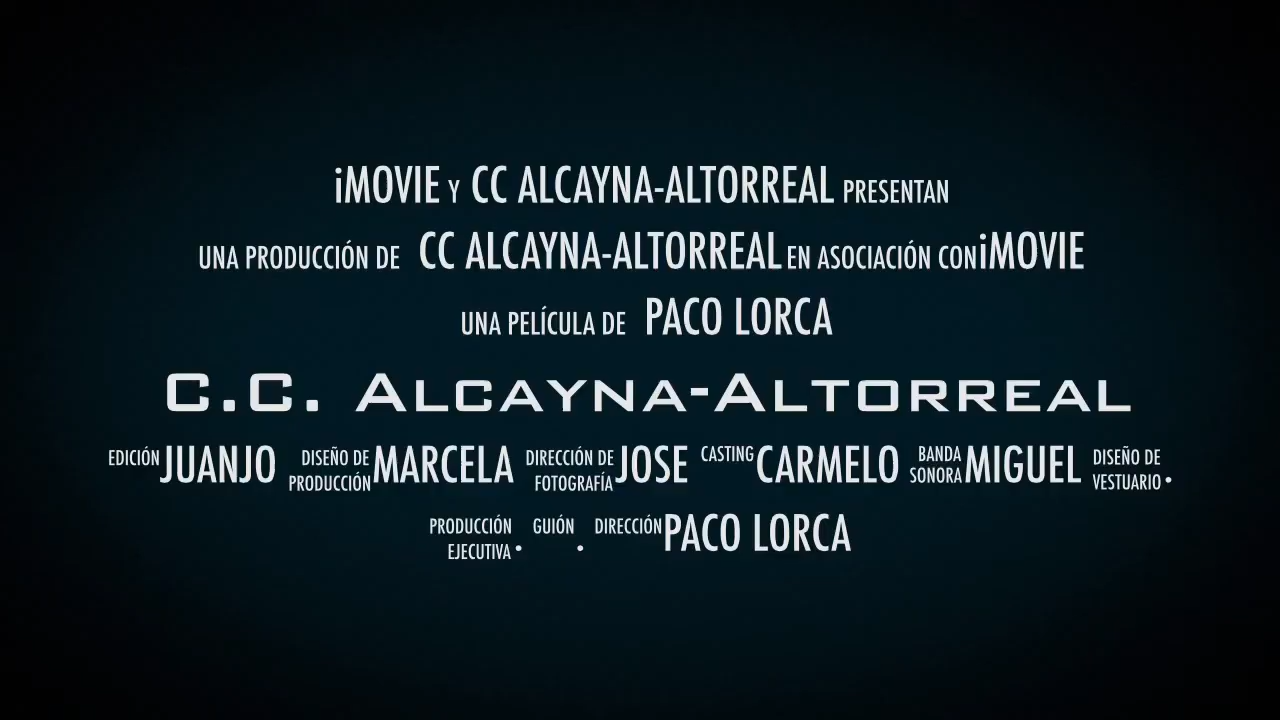 iMOVIE Y CC ALCAYNA-ALTORREAL PRESENTAN
UNA PRODUCCIÓN DE CC ALCAYNA-ALTORREAL EN ASOCIACIÓN CON iMOVIE
UNA PELÍCULA DE PACO LORCA
C.C. ALCAYNA-ALTORREAL
EDICIÓN JUANJO DISEÑO DE PRODUCCIÓN MARCELA DIRECCIÓN DE FOTOGRAFÍA JOSE CASTING CARMELO BANDA SONORA MIGUEL DISEÑO DE VESTUARIO .
PRODUCCIÓN EJECUTIVA . GUIÓN . DIRECCIÓN PACO LORCA